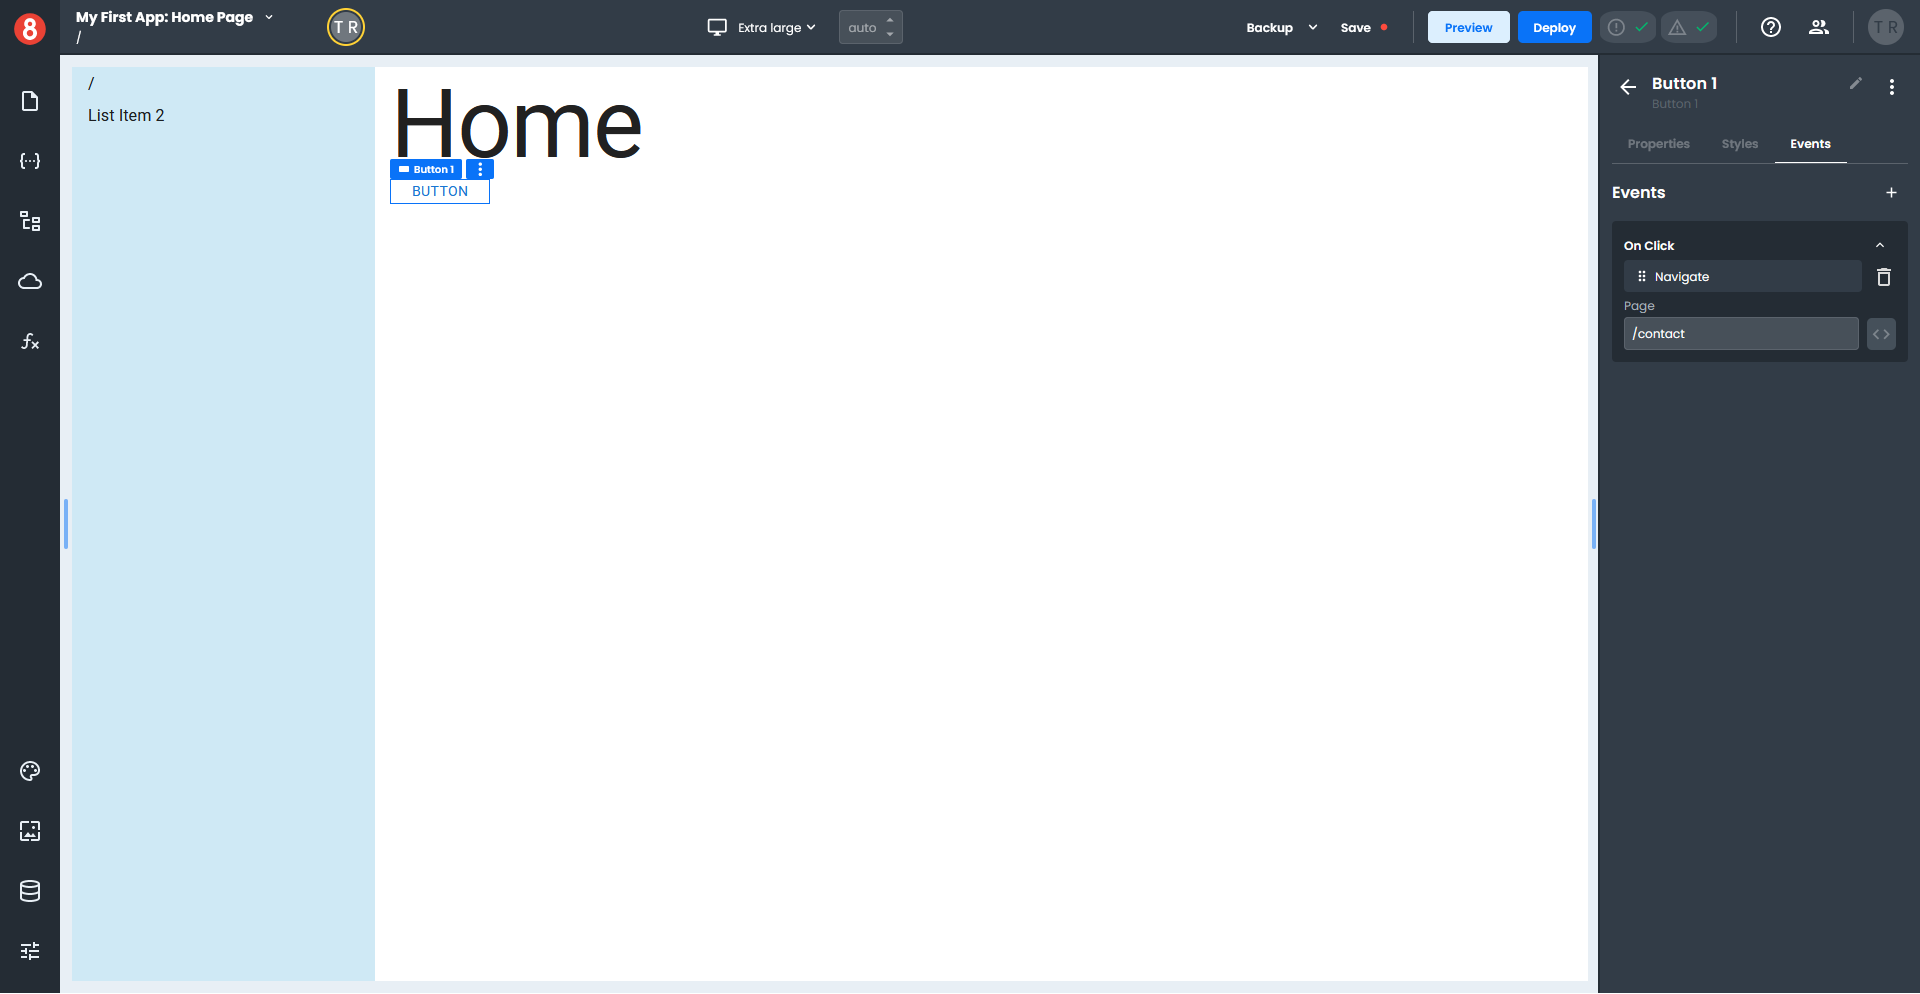 8
My First App: Home Page
/
T R
Extra large
auto
Backup
Save
Preview
Deploy
T R
/
List Item 2
Home
Button 1
BUTTON
Button 1
Button 1
Properties
Styles
Events
Events
On Click
Navigate
Page
/contact